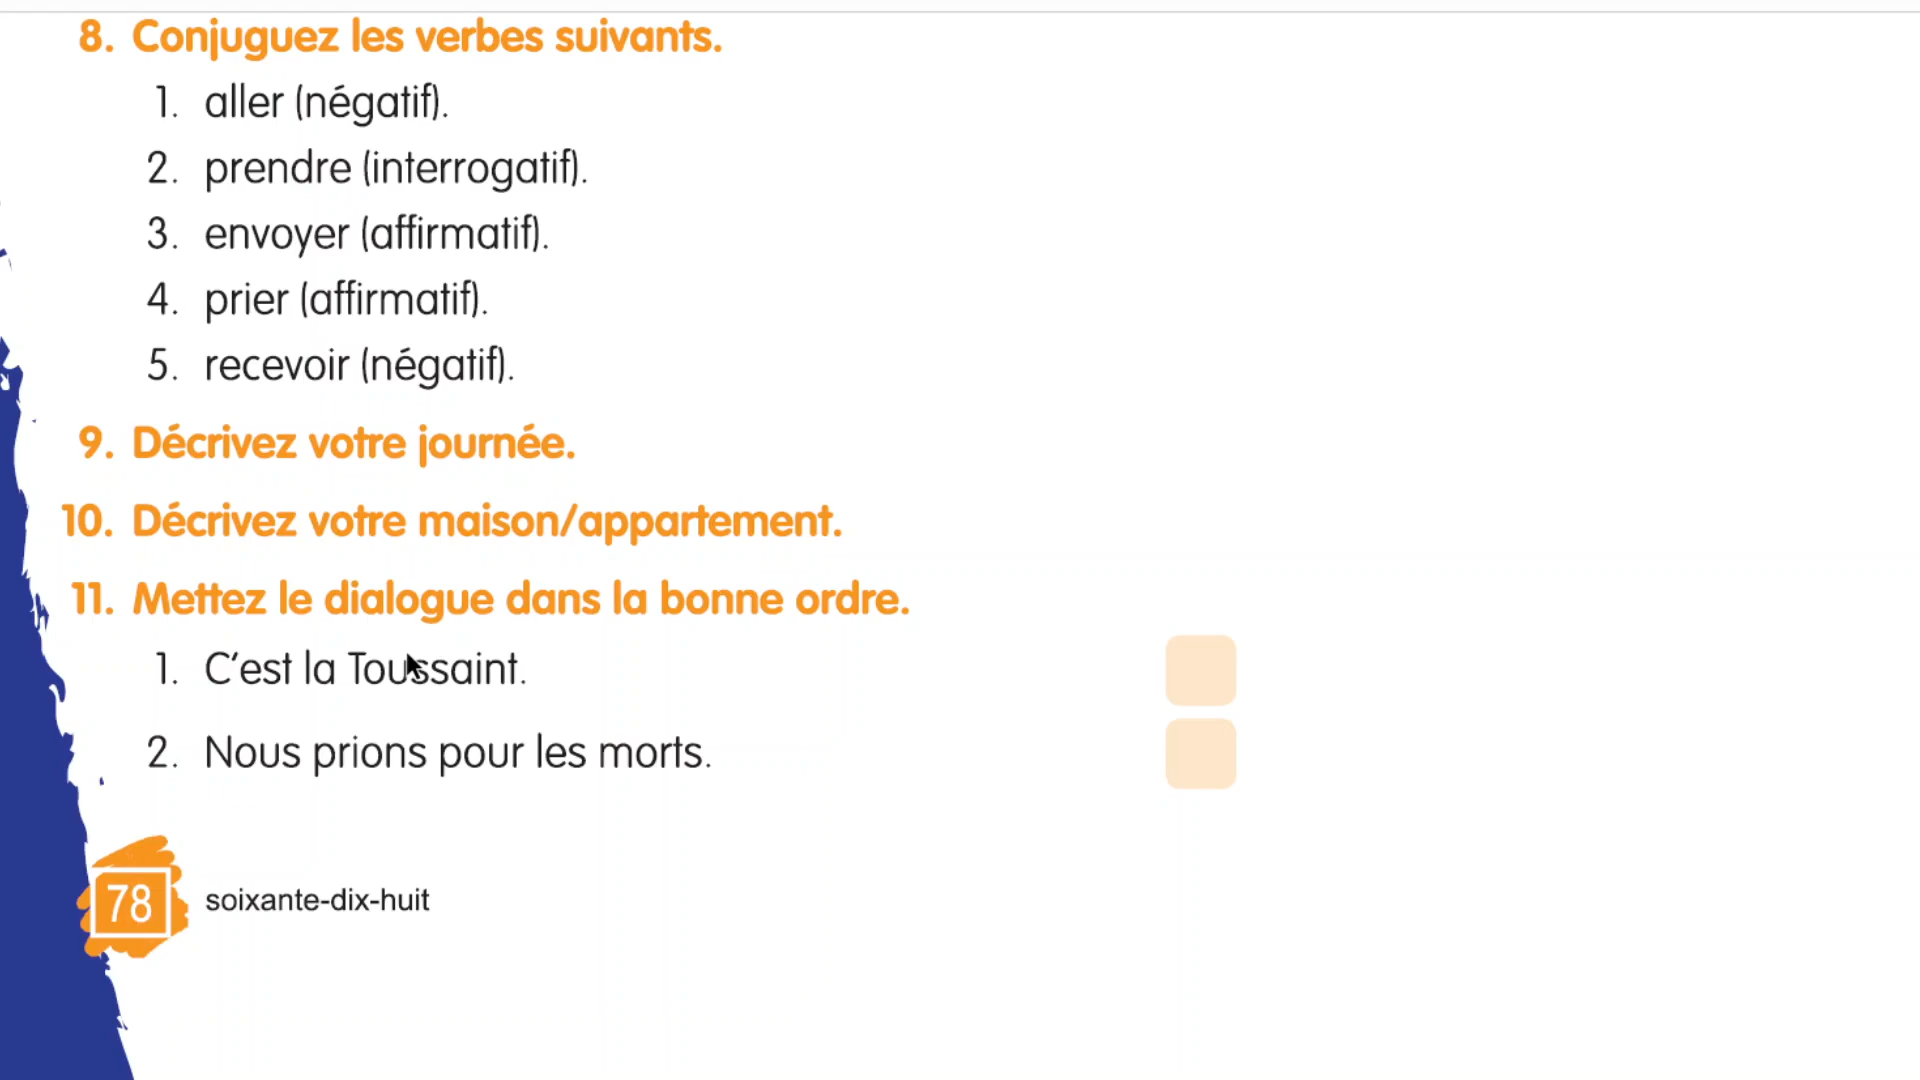 8. Conjuguez les verbes suivants.
1. aller (négatif).
2. prendre (interrogatif).
3. envoyer (affirmatif).
4. prier (affirmatif).
5. recevoir (négatif).
9. Décrivez votre journée.
10. Décrivez votre maison/appartement.
11. Mettez le dialogue dans la bonne ordre.
1. C’est la Toussaint.
2. Nous prions pour les morts.
78 soixante-dix-huit